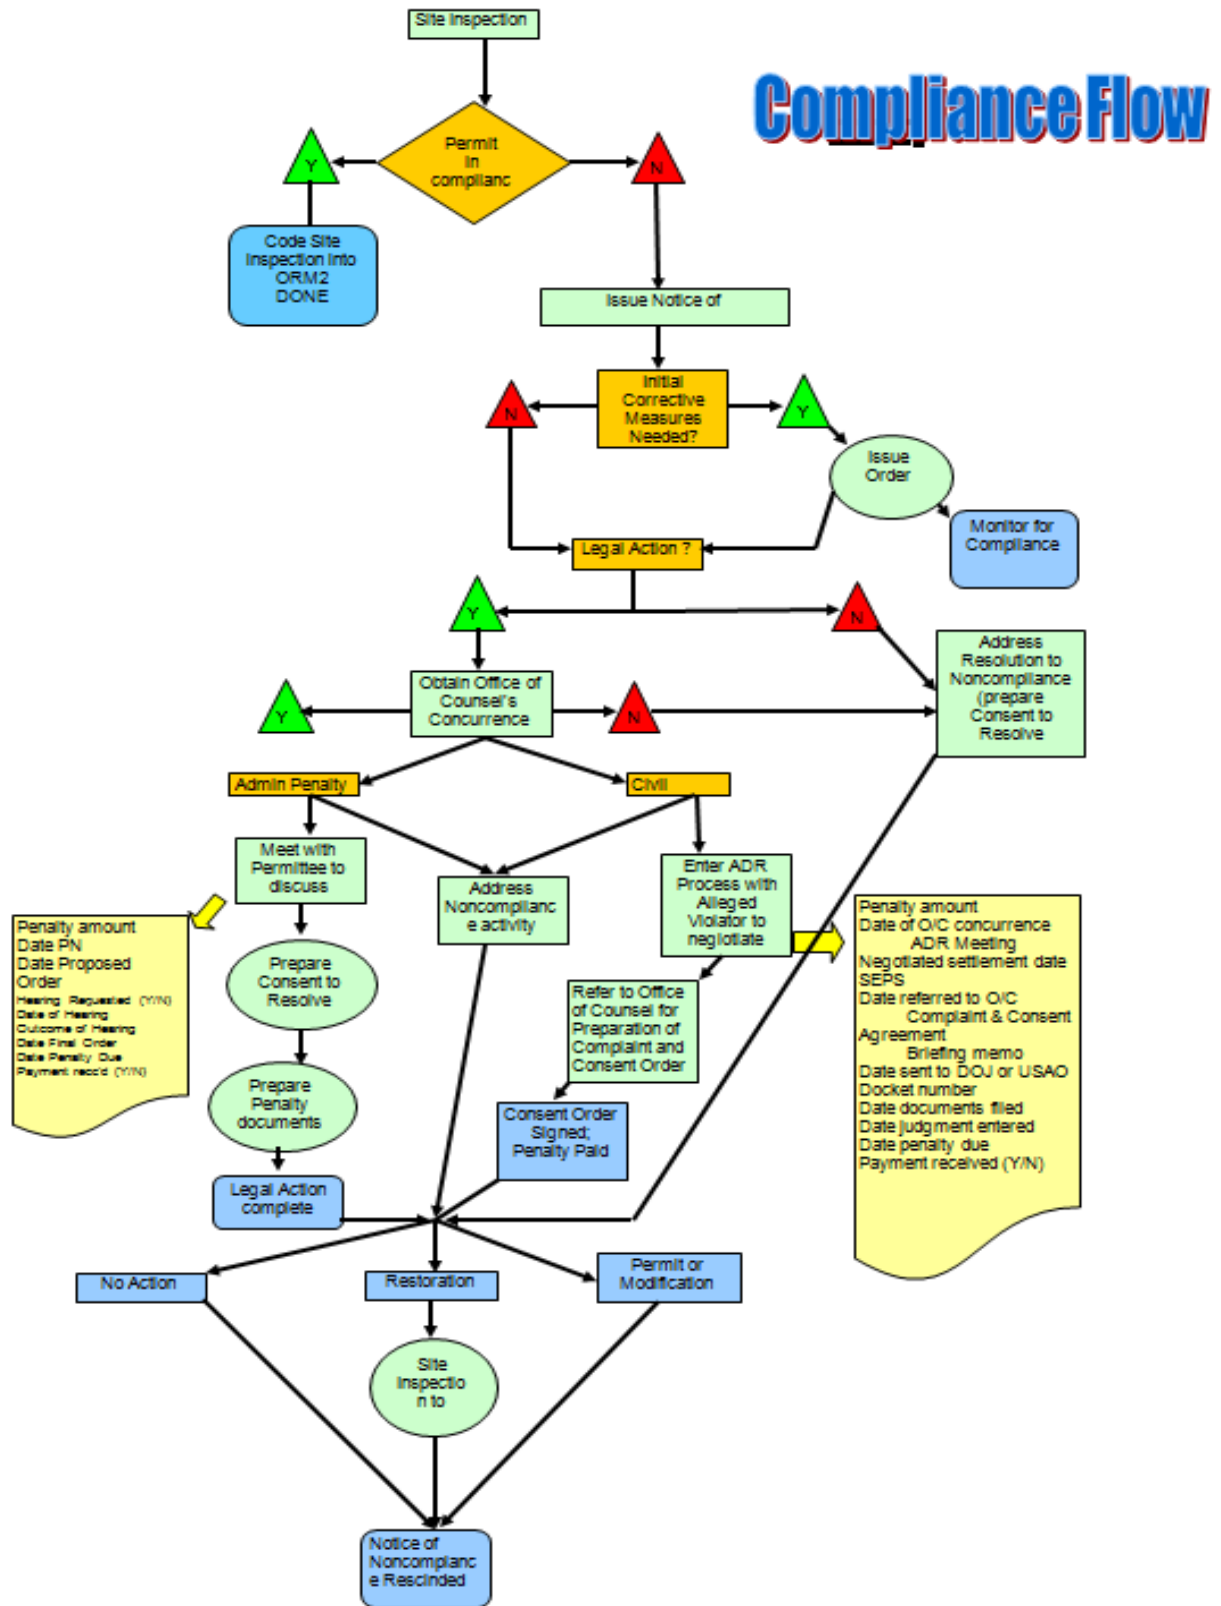 Site Inspection
Compliance Flow
Permit
in
complianc
Y
N
Code Site
Inspection into
ORM2
DONE
Issue Notice of
Initial
Corrective
Measures
Needed?
N
Y
Issue
Order
Monitor for
Compliance
Legal Action ?
Y
N
Address
Resolution to
Noncompliance
(prepare
Consent to
Resolve
Obtain Office of
Counsel's
Concurrence
Y
N
Admin Penalty
Civil
Meet with
Permittee to
discuss
Address
Noncomplianc
e activity
Enter ADR
Process with
Alleged
Violator to
negiotiate
Penalty amount
Date PN
Date Proposed
Order
Hearing Requested (Y/N)
Date of Hearing
Outcome of Hearing
Date Final Order
Date Penalty Due
Payment recc'd (Y/N)
Penalty amount
Date of O/C concurrence
ADR Meeting
Negotiated settlement date
SEPS
Date referred to O/C
Complaint & Consent
Agreement
Briefing memo
Date sent to DOJ or USAO
Docket number
Date documents filed
Date judgment entered
Date penalty due
Payment received (Y/N)
Prepare
Consent to
Resolve
Refer to Office
of Counsel for
Preparation of
Complaint and
Consent Order
Prepare
Penalty
documents
Consent Order
Signed;
Penalty Paid
Legal Action
complete
No Action
Restoration
Permit or
Modification
Site
Inspectio
n to
Notice of
Noncomplianc
e Rescinded